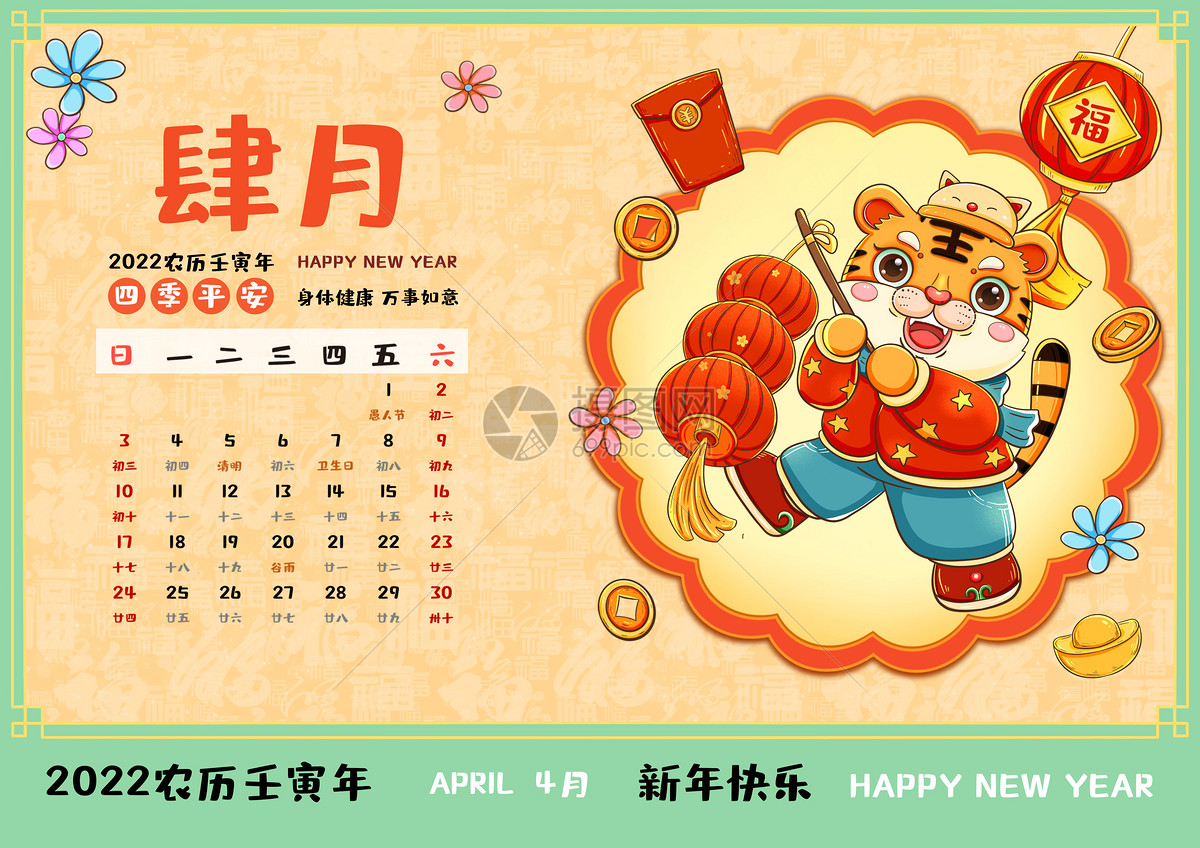 肆月
2022农历壬寅年 HAPPY NEW YEAR
四季平安 身体健康 万事如意
日 一 二 三 四 五 六
1 2
愚人节 初二
3 4 5 6 7 8 9
初三 初四 清明 初六 卫生日 初八 初九
10 11 12 13 14 15 16
初十 十一 十二 十三 十四 十五 十六
17 18 19 20 21 22 23
十七 十八 十九 谷雨 廿一 廿二 廿三
24 25 26 27 28 29 30
廿四 廿五 廿六 廿七 廿八 廿九 卅十
福
王
摄图网
699pic.com
2022农历壬寅年 APRIL 4月 新年快乐 HAPPY NEW YEAR